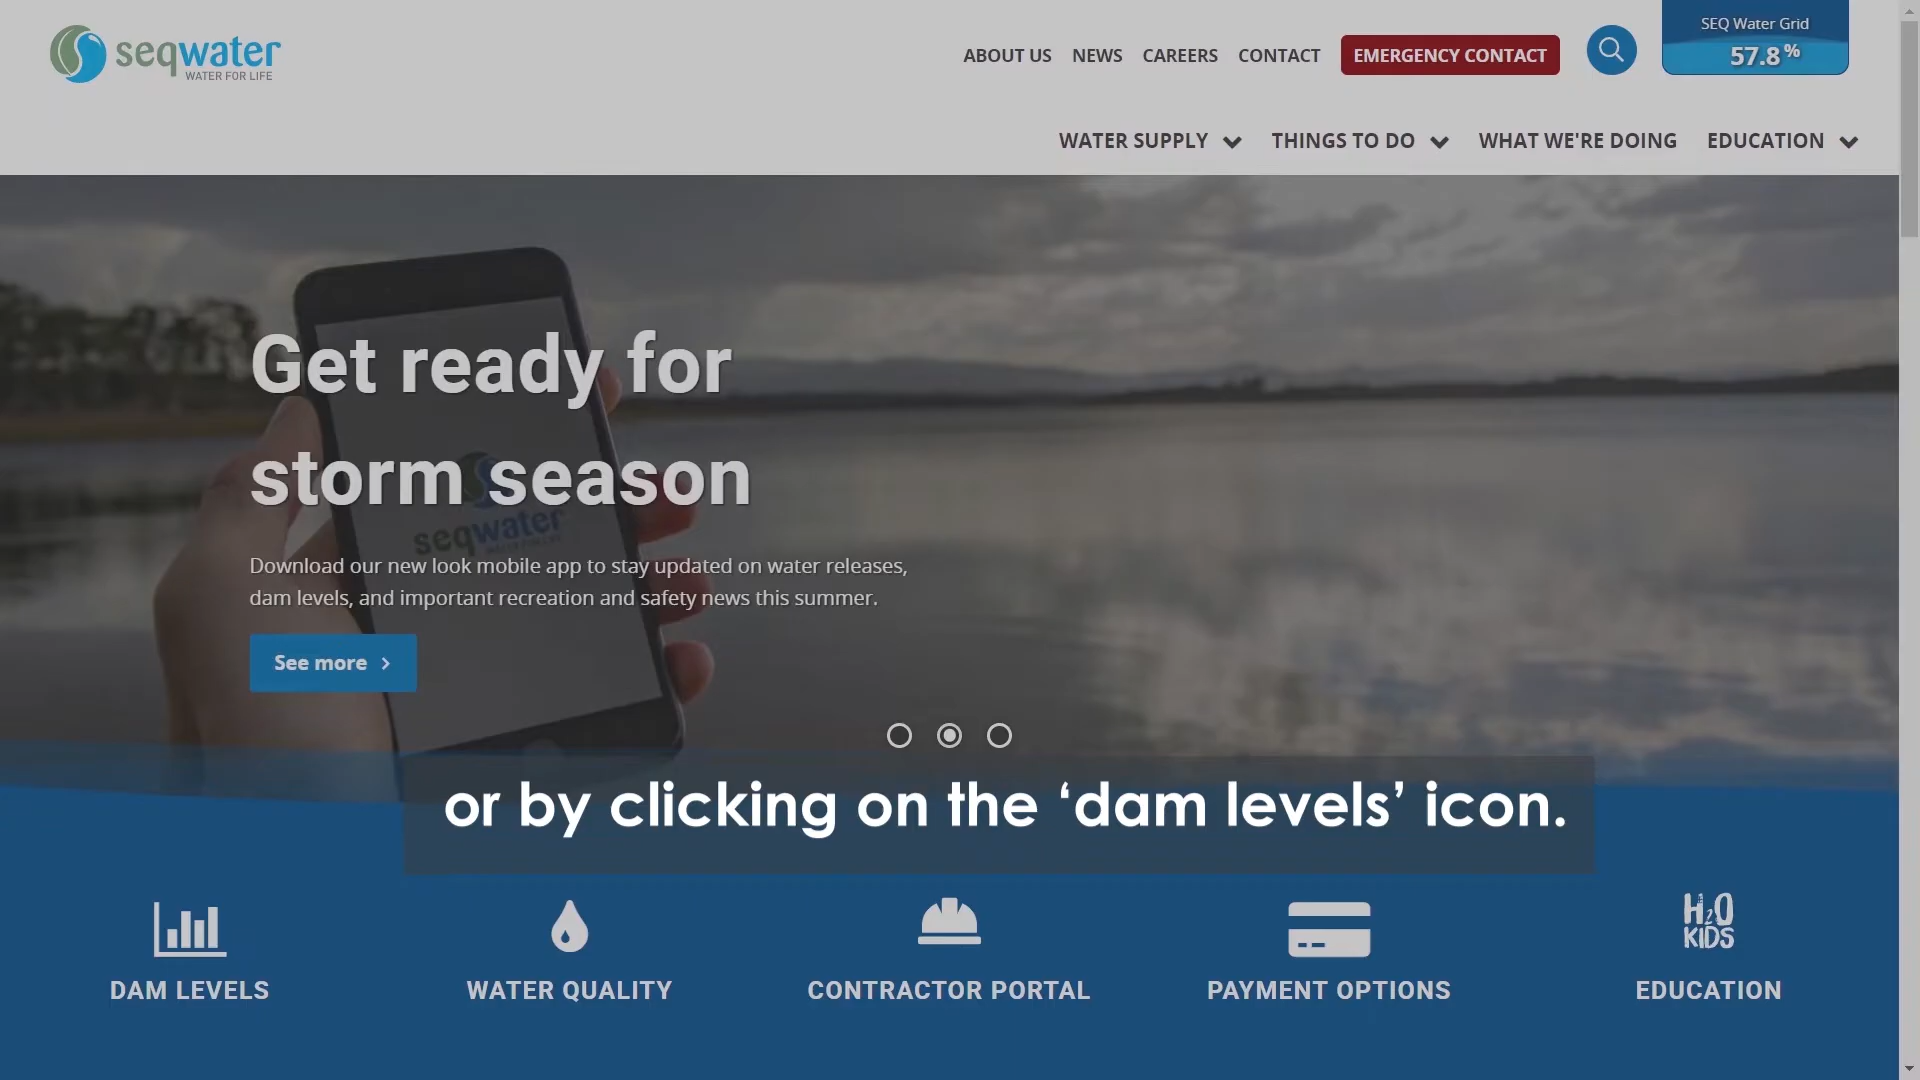 seqwater
WATER FOR LIFE
ABOUT US NEWS CAREERS CONTACT EMERGENCY CONTACT
SEQ Water Grid
57.8%
WATER SUPPLY THINGS TO DO WHAT WE'RE DOING EDUCATION
Get ready for
storm season
seqwater
Download our new look mobile app to stay updated on water releases,
dam levels, and important recreation and safety news this summer.
See more
or by clicking on the ‘dam levels’ icon.
H2O
KIDS
DAM LEVELS WATER QUALITY CONTRACTOR PORTAL PAYMENT OPTIONS EDUCATION